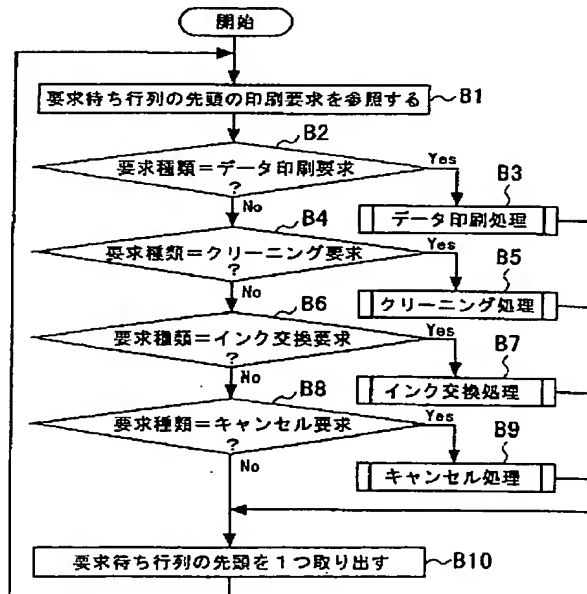 開始
要求待ち行列の先頭の印刷要求を参照する
B1
B2
要求種類=データ印刷要求
?
Yes
No
B3
データ印刷処理
B4
要求種類=クリーニング要求
?
Yes
No
B5
クリーニング処理
B6
要求種類=インク交換要求
?
Yes
No
B7
インク交換処理
B8
要求種類=キャンセル要求
?
Yes
No
B9
キャンセル処理
要求待ち行列の先頭を1つ取り出す
B10